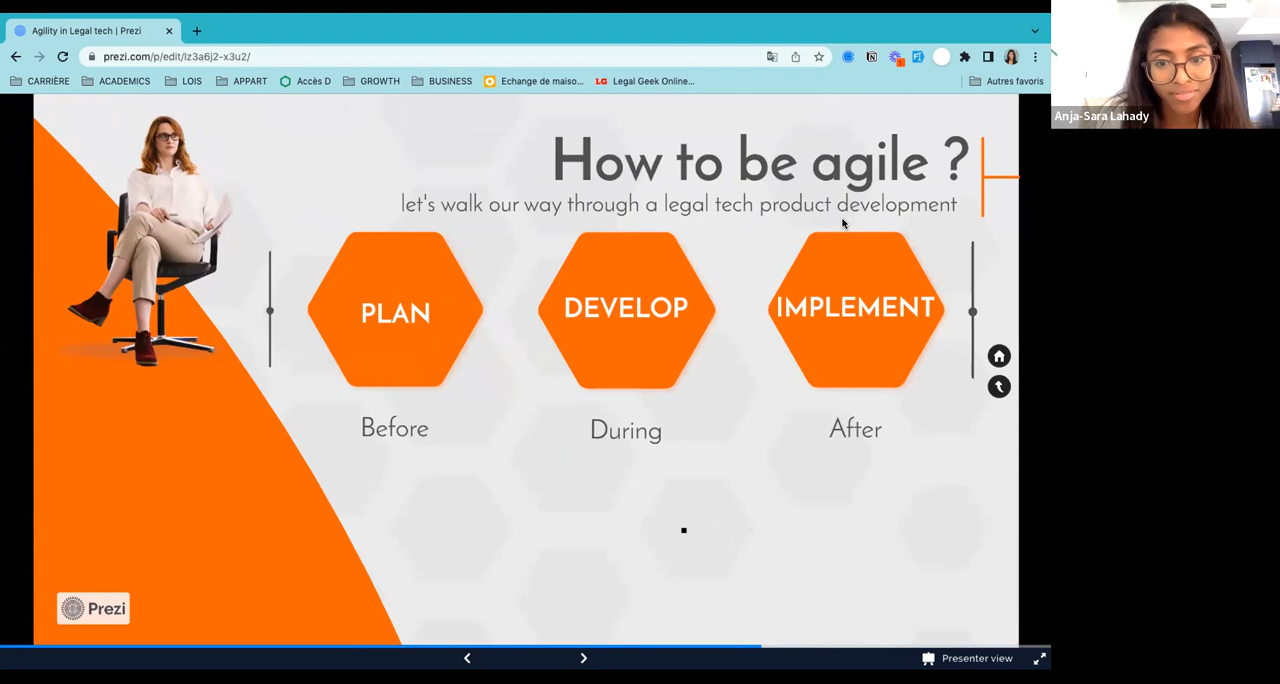 Agility in Legal tech | Prezi
prezi.com/p/edit/lz3a6j2-x3u2/
CARRIÈRE
ACADEMICS
LOIS
APPART
Accès D
GROWTH
BUSINESS
Echange de maiso...
LG Legal Geek Online...
Autres favoris
Anja-Sara Lahady
How to be agile ?
let's walk our way through a legal tech product development
PLAN
DEVELOP
IMPLEMENT
Before
During
After
Prezi
Presenter view